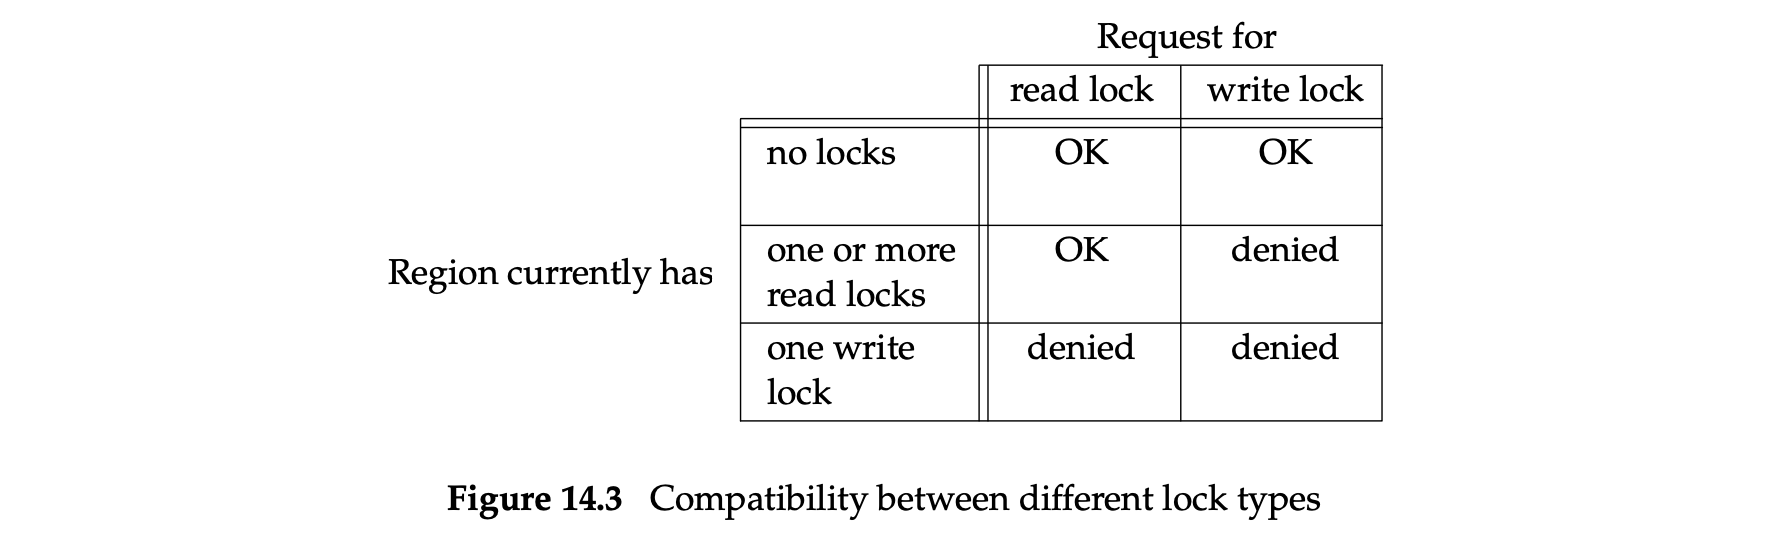 Request for
read lock write lock
no locks OK OK
Region currently has
one or more OK denied
read locks
one write denied denied
lock
Figure 14.3 Compatibility between different lock types